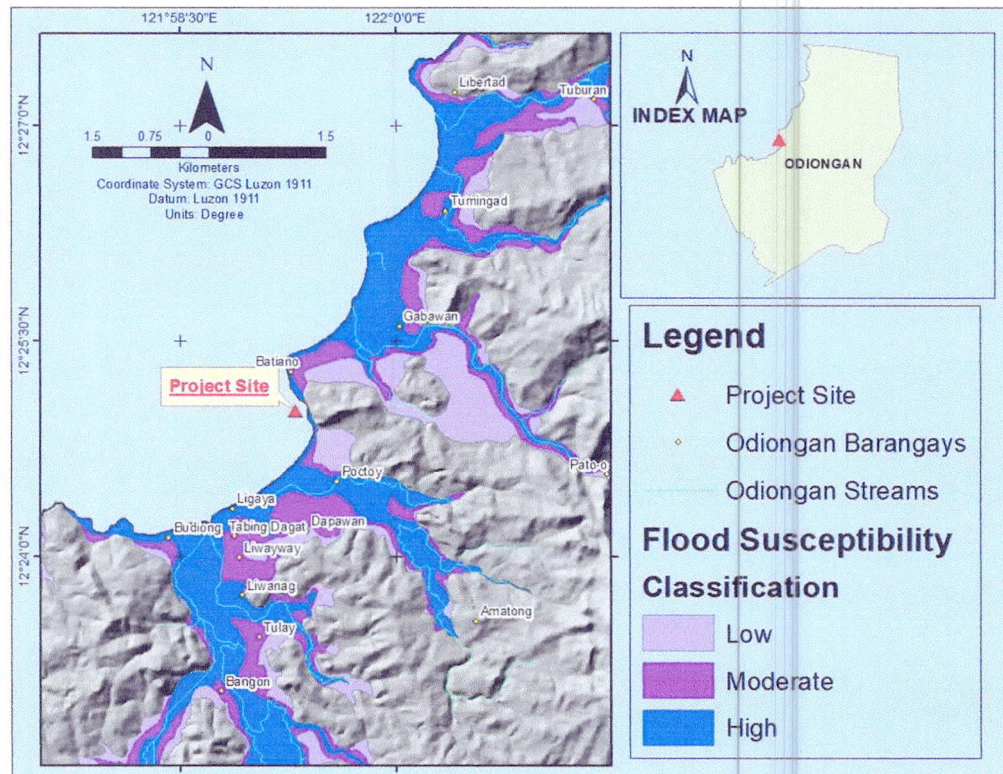 121°58'30"E
122°0'0"E
12°27'0"N
12°25'30"N
12°24'0"N
N
1.5 0.75 0 1.5
Kilometers
Coordinate System: GCS Luzon 1911
Datum: Luzon 1911
Units: Degree
Libertad
Tuburan
Tumingad
Gabawan
Batiano
Project Site
Pato-o
Poctoy
Ligaya
Budiong
Tabing Dagat
Dapawan
Liwayway
Liwanag
Amatong
Tulay
Bangon
N
INDEX MAP
ODIONGAN
Legend
Project Site
Odiongan Barangays
Odiongan Streams
Flood Susceptibility
Classification
Low
Moderate
High